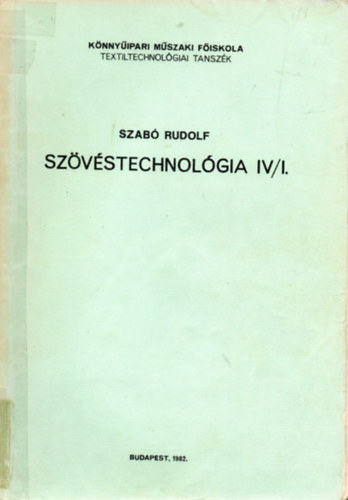 KÖNNYŰIPARI MŰSZAKI FŐISKOLA
TEXTILTECHNOLÓGIAI TANSZÉK
SZABÓ RUDOLF
SZÖVÉSTECHNOLÓGIA IV/I.
BUDAPEST, 1982.